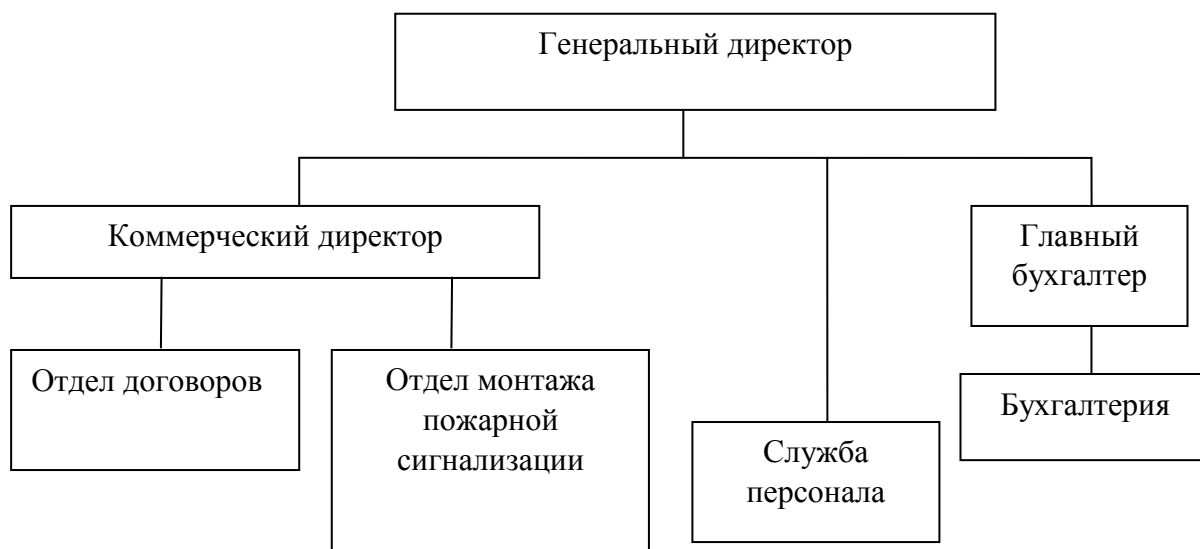 Генеральный директор
Коммерческий директор
Главный
бухгалтер
Отдел договоров
Отдел монтажа
пожарной
сигнализации
Служба
персонала
Бухгалтерия